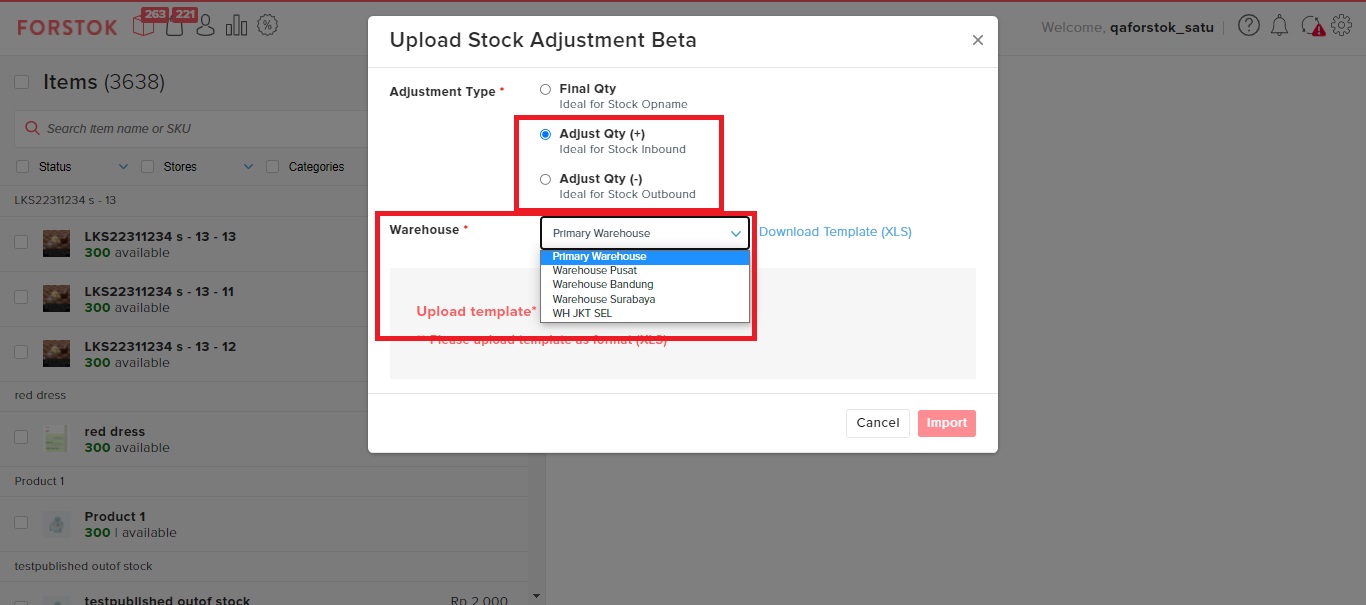 FORSTOK
263
221
Welcome, qaforstok_satu
Items (3638)
Search Item name or SKU
Status
Stores
Categories
LKS22311234 s - 13
LKS22311234 s - 13 - 13
300 available
LKS22311234 s - 13 - 11
300 available
LKS22311234 s - 13 - 12
300 available
red dress
red dress
300 available
Product 1
Product 1
300 | available
testpublished outof stock
testpublished outof stock
Rp 2.000
Upload Stock Adjustment Beta
Adjustment Type *
Final Qty
Ideal for Stock Opname
Adjust Qty (+)
Ideal for Stock Inbound
Adjust Qty (-)
Ideal for Stock Outbound
Warehouse *
Primary Warehouse
Download Template (XLS)
Primary Warehouse
Warehouse Pusat
Warehouse Bandung
Warehouse Surabaya
WH JKT SEL
Upload template*
Please upload template as format (XLS)
Cancel
Import